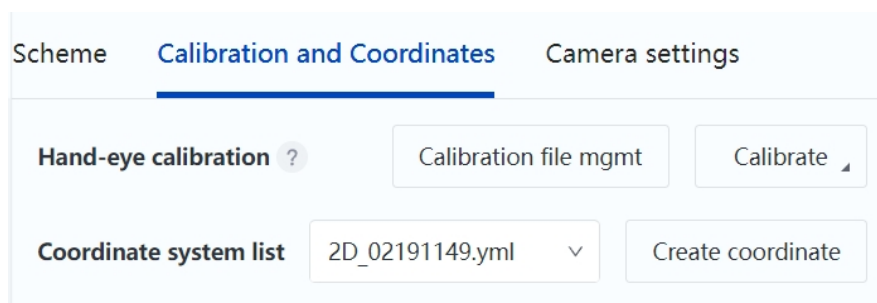 Scheme Calibration and Coordinates Camera settings
Hand-eye calibration ? Calibration file mgmt Calibrate
Coordinate system list 2D_02191149.yml Create coordinate